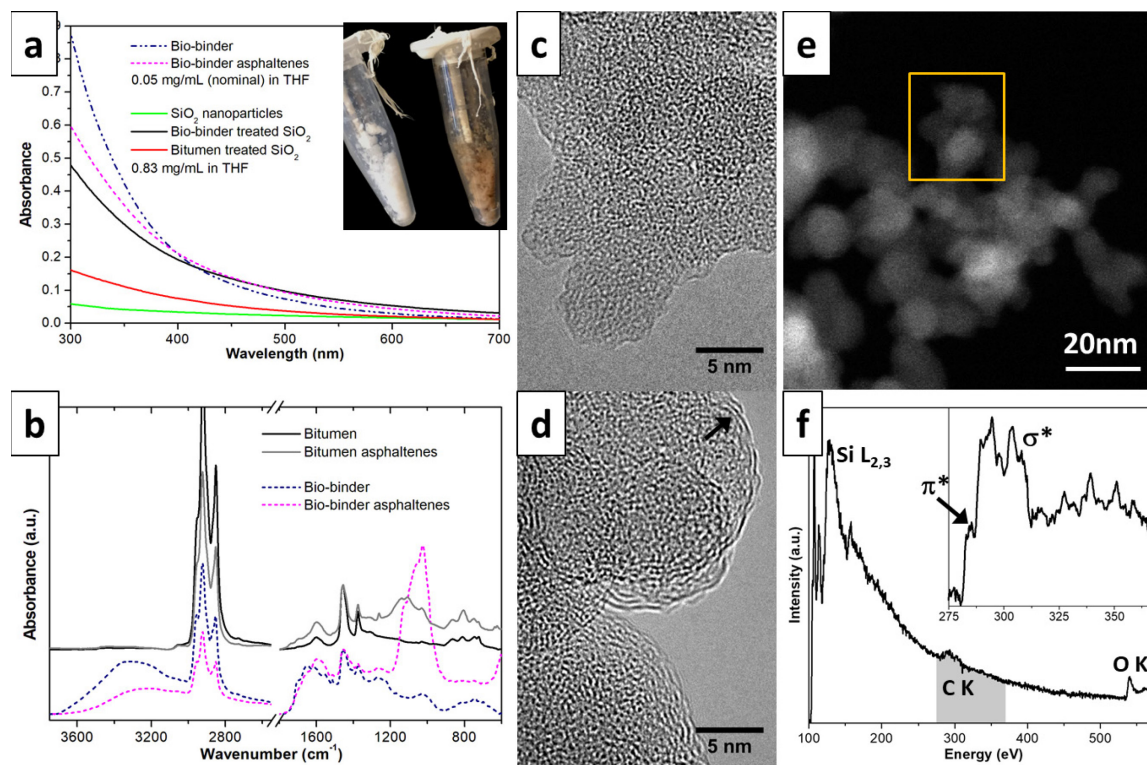 a
0.9
0.8
0.7
0.6
0.5
0.4
0.3
0.2
0.1
0.0
Absorbance
Bio-binder
Bio-binder asphaltenes
0.05 mg/mL (nominal) in THF
SiO₂ nanoparticles
Bio-binder treated SiO₂
Bitumen treated SiO₂
0.83 mg/mL in THF
300 400 500 600 700
Wavelength (nm)
b
Absorbance (a.u.)
Bitumen
Bitumen asphaltenes
Bio-binder
Bio-binder asphaltenes
3600 3200 2800 1600 1200 800
Wavenumber (cm⁻¹)
c
5 nm
d
5 nm
e
20nm
f
Intensity (a.u.)
Si L₂,₃
π*
σ*
275 300 325 350
C K
O K
100 200 300 400 500
Energy (eV)